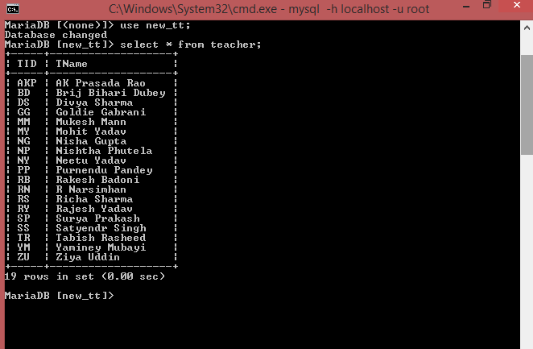 C:\Windows\System32\cmd.exe - mysql -h localhost -u root
MariaDB [(none)]> use new_tt;
Database changed
MariaDB [new_tt]> select * from teacher;
+-----+-------------------+
| TID | TName             |
+-----+-------------------+
| AKP | AK Prasada Rao    |
| BD  | Brij Bihari Dubey |
| DS  | Divya Sharma      |
| GG  | Goldie Gabrani    |
| MM  | Mukesh Mann       |
| MY  | Mohit Yadav       |
| NG  | Nisha Gupta       |
| NP  | Nishtha Phutela   |
| NY  | Neetu Yadav       |
| PP  | Purnendu Pandey   |
| RB  | Rakesh Badoni     |
| RN  | R Narsimhan       |
| RS  | Richa Sharma      |
| RY  | Rajesh Yadav      |
| SP  | Surya Prakash     |
| SS  | Satyendr Singh    |
| TR  | Tabish Rasheed    |
| YM  | Yaminey Mubayi    |
| ZU  | Ziya Uddin        |
+-----+-------------------+
19 rows in set (0.00 sec)
MariaDB [new_tt]>